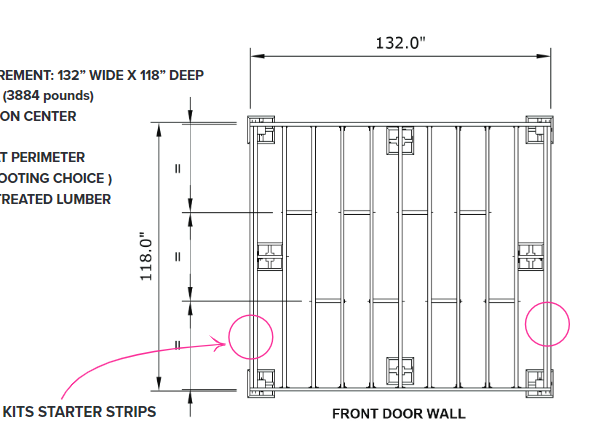 132.0"
REMENT: 132” WIDE X 118” DEEP
(3884 pounds)
ON CENTER
T PERIMETER
OOTING CHOICE )
TREATED LUMBER
=
=
=
118.0"
KITS STARTER STRIPS
FRONT DOOR WALL